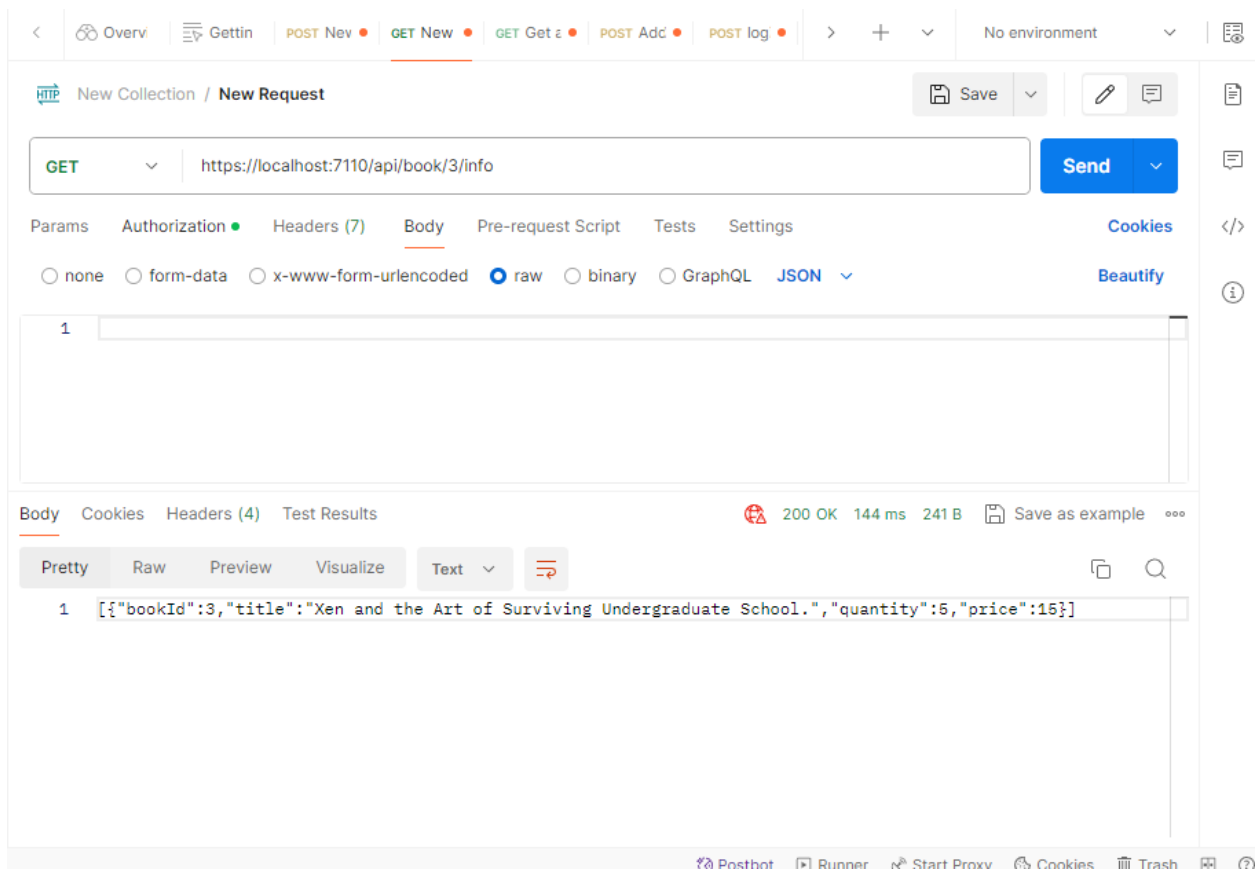 Overvi Gettin POST Nev GET New GET Get a POST Add POST log No environment
HTTP New Collection / New Request Save
GET https://localhost:7110/api/book/3/info Send
Params Authorization Headers (7) Body Pre-request Script Tests Settings Cookies
none form-data x-www-form-urlencoded raw binary GraphQL JSON Beautify
1
Body Cookies Headers (4) Test Results 200 OK 144 ms 241 B Save as example
Pretty Raw Preview Visualize Text
1 [{"bookId":3,"title":"Xen and the Art of Surviving Undergraduate School.","quantity":5,"price":15}]
Postbot Runner Start Proxy Cookies Trash